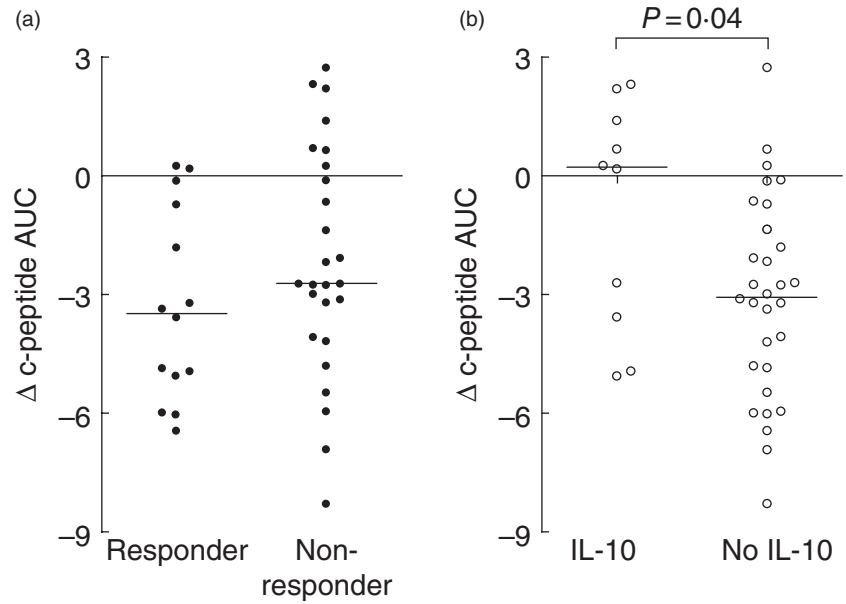 (a)
(b)
P = 0·04
3
0
–3
–6
–9
Δ c-peptide AUC
Responder
Non-
responder
3
0
–3
–6
–9
Δ c-peptide AUC
IL-10
No IL-10